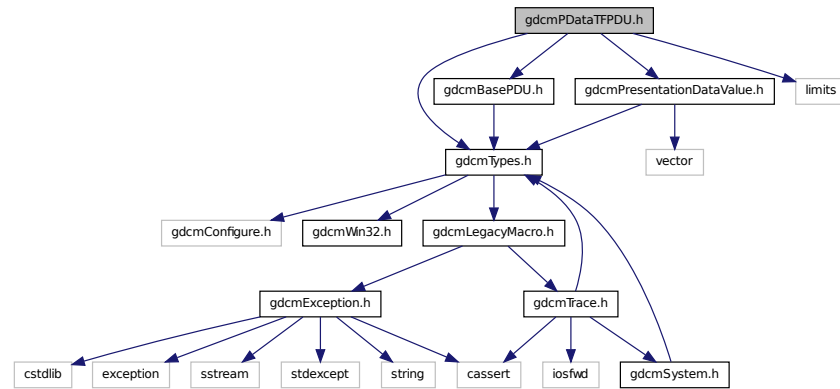 gdcmPDataTFPDU.h
gdcmBasePDU.h
gdcmPresentationDataValue.h
limits
gdcmTypes.h
vector
gdcmConfigure.h
gdcmWin32.h
gdcmLegacyMacro.h
gdcmException.h
gdcmTrace.h
cstdlib
exception
sstream
stdexcept
string
cassert
iosfwd
gdcmSystem.h